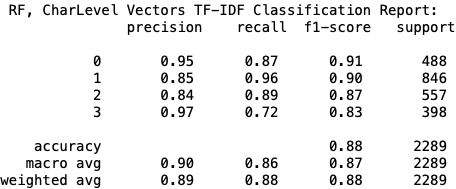 RF, CharLevel Vectors TF-IDF Classification Report:
precision recall f1-score support
0 0.95 0.87 0.91 488
1 0.85 0.96 0.90 846
2 0.84 0.89 0.87 557
3 0.97 0.72 0.83 398
accuracy 0.88 2289
macro avg 0.90 0.86 0.87 2289
weighted avg 0.89 0.88 0.88 2289